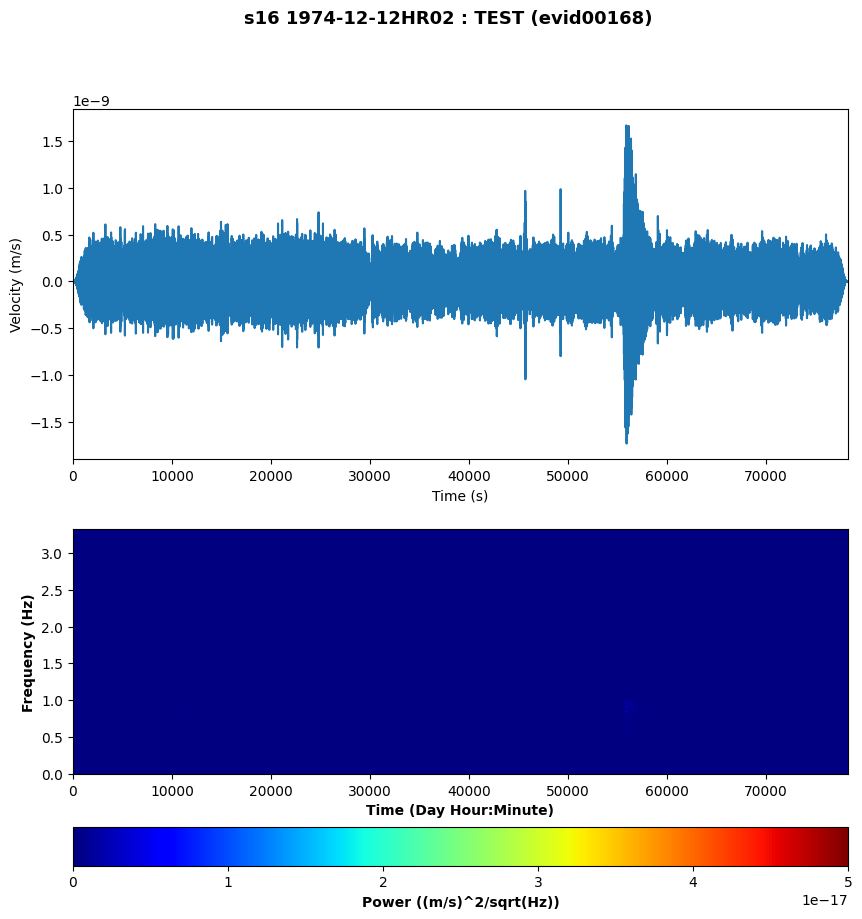 s16 1974-12-12HR02 : TEST (evid00168)
1e−9
1.5
1.0
0.5
0.0
−0.5
−1.0
−1.5
Velocity (m/s)
0 10000 20000 30000 40000 50000 60000 70000
Time (s)
3.0
2.5
2.0
1.5
1.0
0.5
0.0
Frequency (Hz)
0 10000 20000 30000 40000 50000 60000 70000
Time (Day Hour:Minute)
0 1 2 3 4 5
1e−17
Power ((m/s)^2/sqrt(Hz))